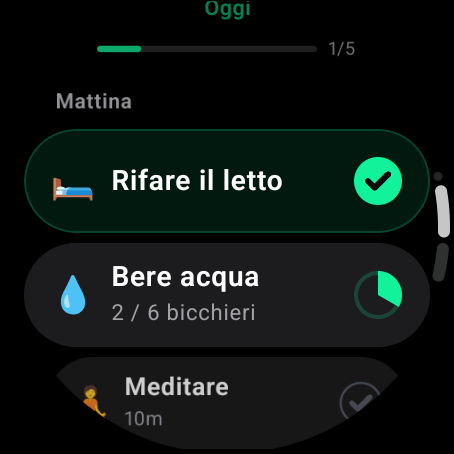 Oggi
1/5
Mattina
Rifare il letto
Bere acqua
2 / 6 bicchieri
Meditare
10m